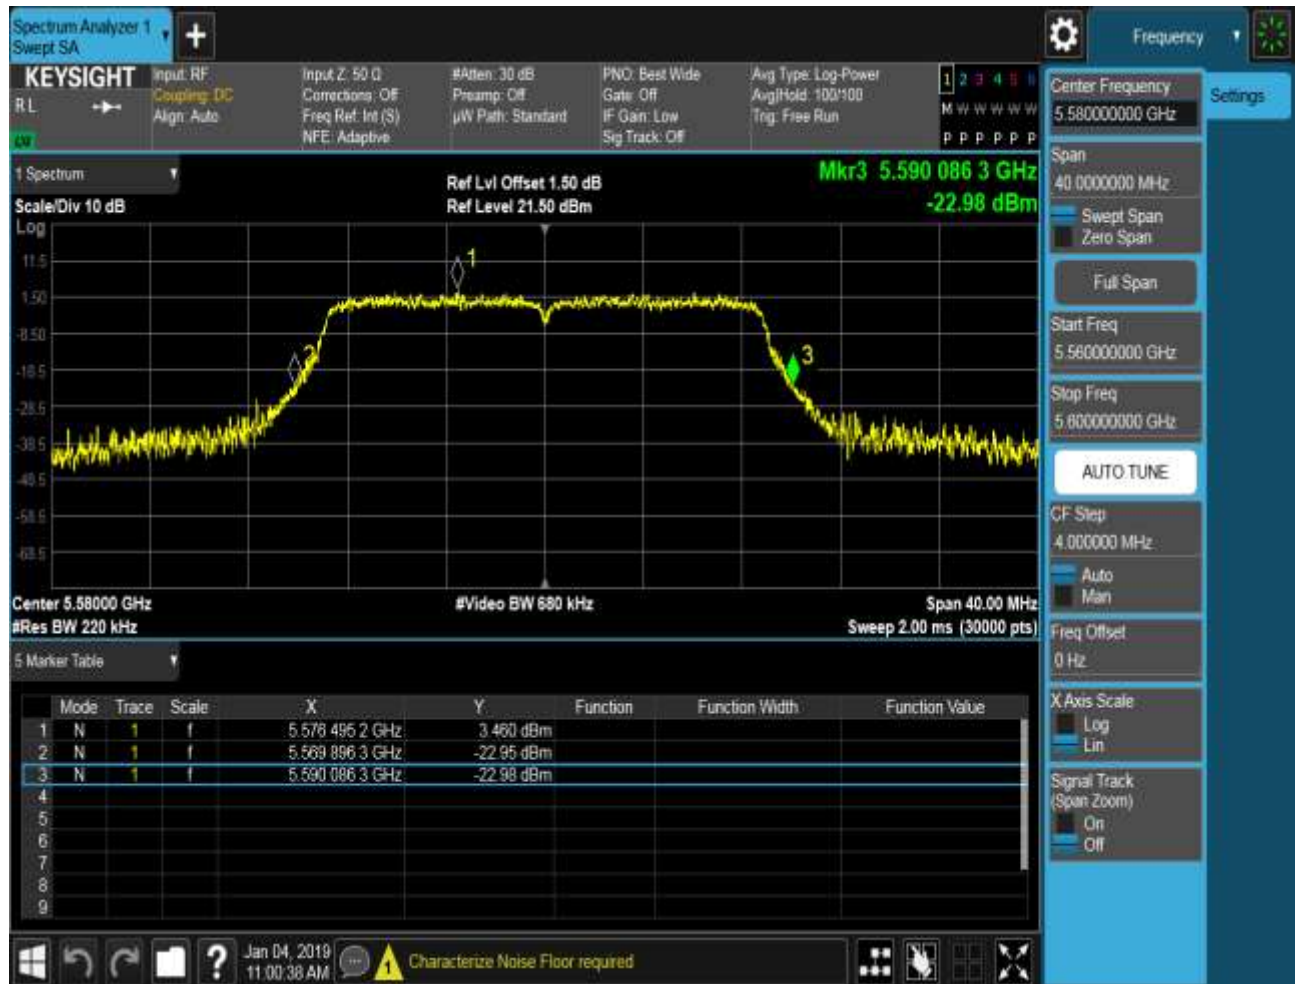 Spectrum Analyzer 1
Swept SA
Frequency
KEYSIGHT
R L
Input: RF
Coupling: DC
Align: Auto
Input Z: 50 Ω
Corrections: Off
Freq Ref: Int (S)
NFE: Adaptive
#Atten: 30 dB
Preamp: Off
µW Path: Standard
PNO: Best Wide
Gate: Off
IF Gain: Low
Sig Track: Off
Avg Type: Log-Power
Avg|Hold: 100/100
Trig: Free Run
1 2 3 4 5 6
M W W W W W
P P P P P P
1 Spectrum
Scale/Div 10 dB
Ref Lvl Offset 1.50 dB
Ref Level 21.50 dBm
Mkr3 5.590 086 3 GHz
-22.98 dBm
Log
11.5
1.50
-8.50
-18.5
-28.5
-38.5
-48.5
-58.5
-68.5
1
2
3
Center 5.58000 GHz
#Res BW 220 kHz
#Video BW 680 kHz
Span 40.00 MHz
Sweep 2.00 ms (30000 pts)
5 Marker Table
Mode Trace Scale X Y Function Function Width Function Value
1 N 1 f 5.576 495 2 GHz 3.460 dBm
2 N 1 f 5.569 896 3 GHz -22.95 dBm
3 N 1 f 5.590 086 3 GHz -22.98 dBm
4
5
6
7
8
9
Jan 04, 2019
11:00:38 AM
Characterize Noise Floor required
Settings
Center Frequency
5.580000000 GHz
Span
40.0000000 MHz
Swept Span
Zero Span
Full Span
Start Freq
5.560000000 GHz
Stop Freq
5.600000000 GHz
AUTO TUNE
CF Step
4.000000 MHz
Auto
Man
Freq Offset
0 Hz
X Axis Scale
Log
Lin
Signal Track
(Span Zoom)
On
Off